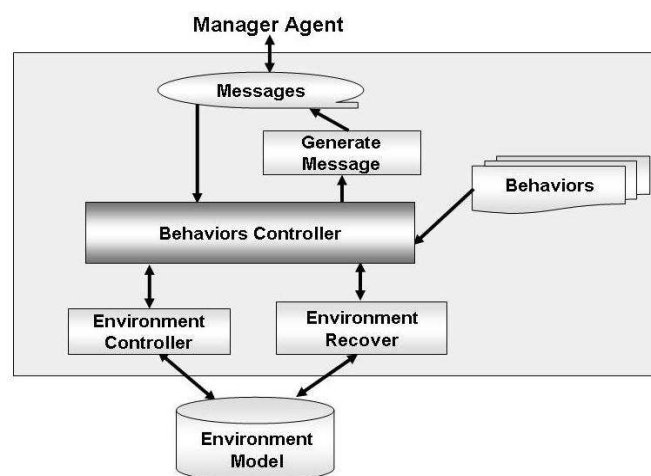 Manager Agent
Messages
Generate
Message
Behaviors
Behaviors Controller
Environment
Controller
Environment
Recover
Environment
Model